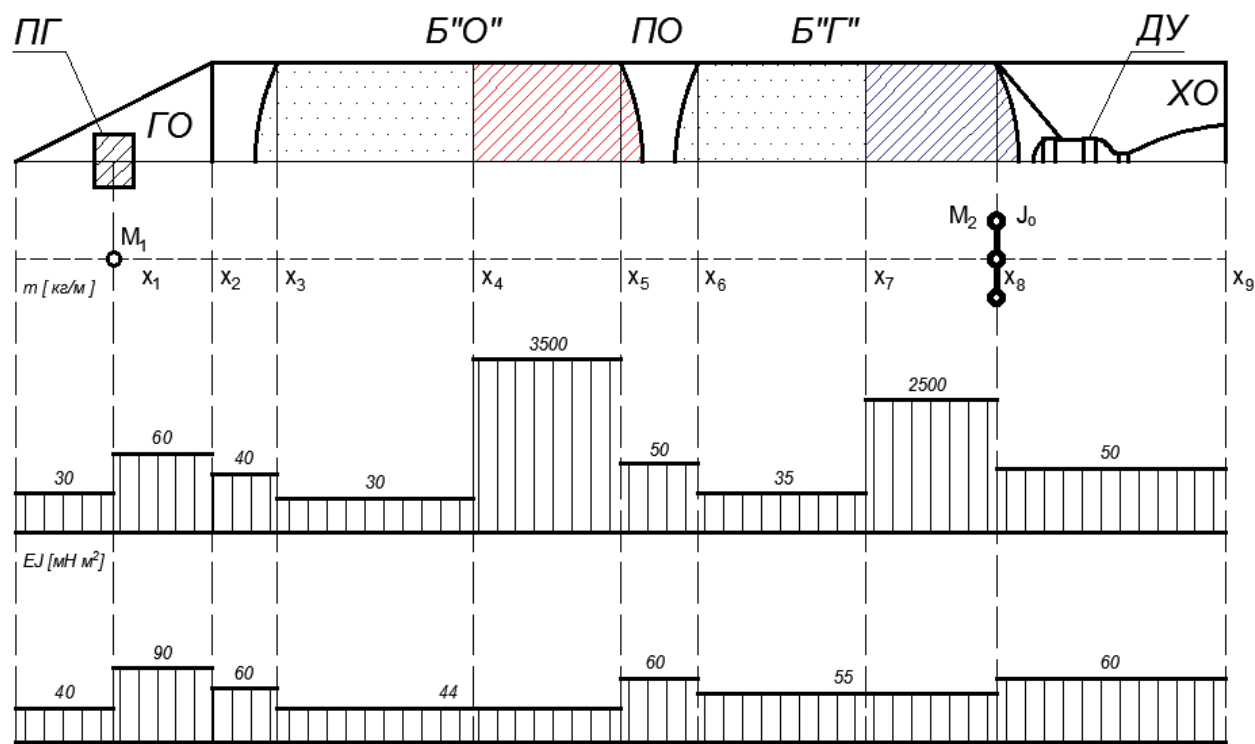 ПГ Б"О" ПО Б"Г" ДУ
ГО ХО
M₁ M₂ J₀
x₁ x₂ x₃ x₄ x₅ x₆ x₇ x₈ x₉
m [ кг/м ]
3500
2500
60 50 50
30 40 30 35
EJ [мН м²]
90
60 60 60
40 44 55